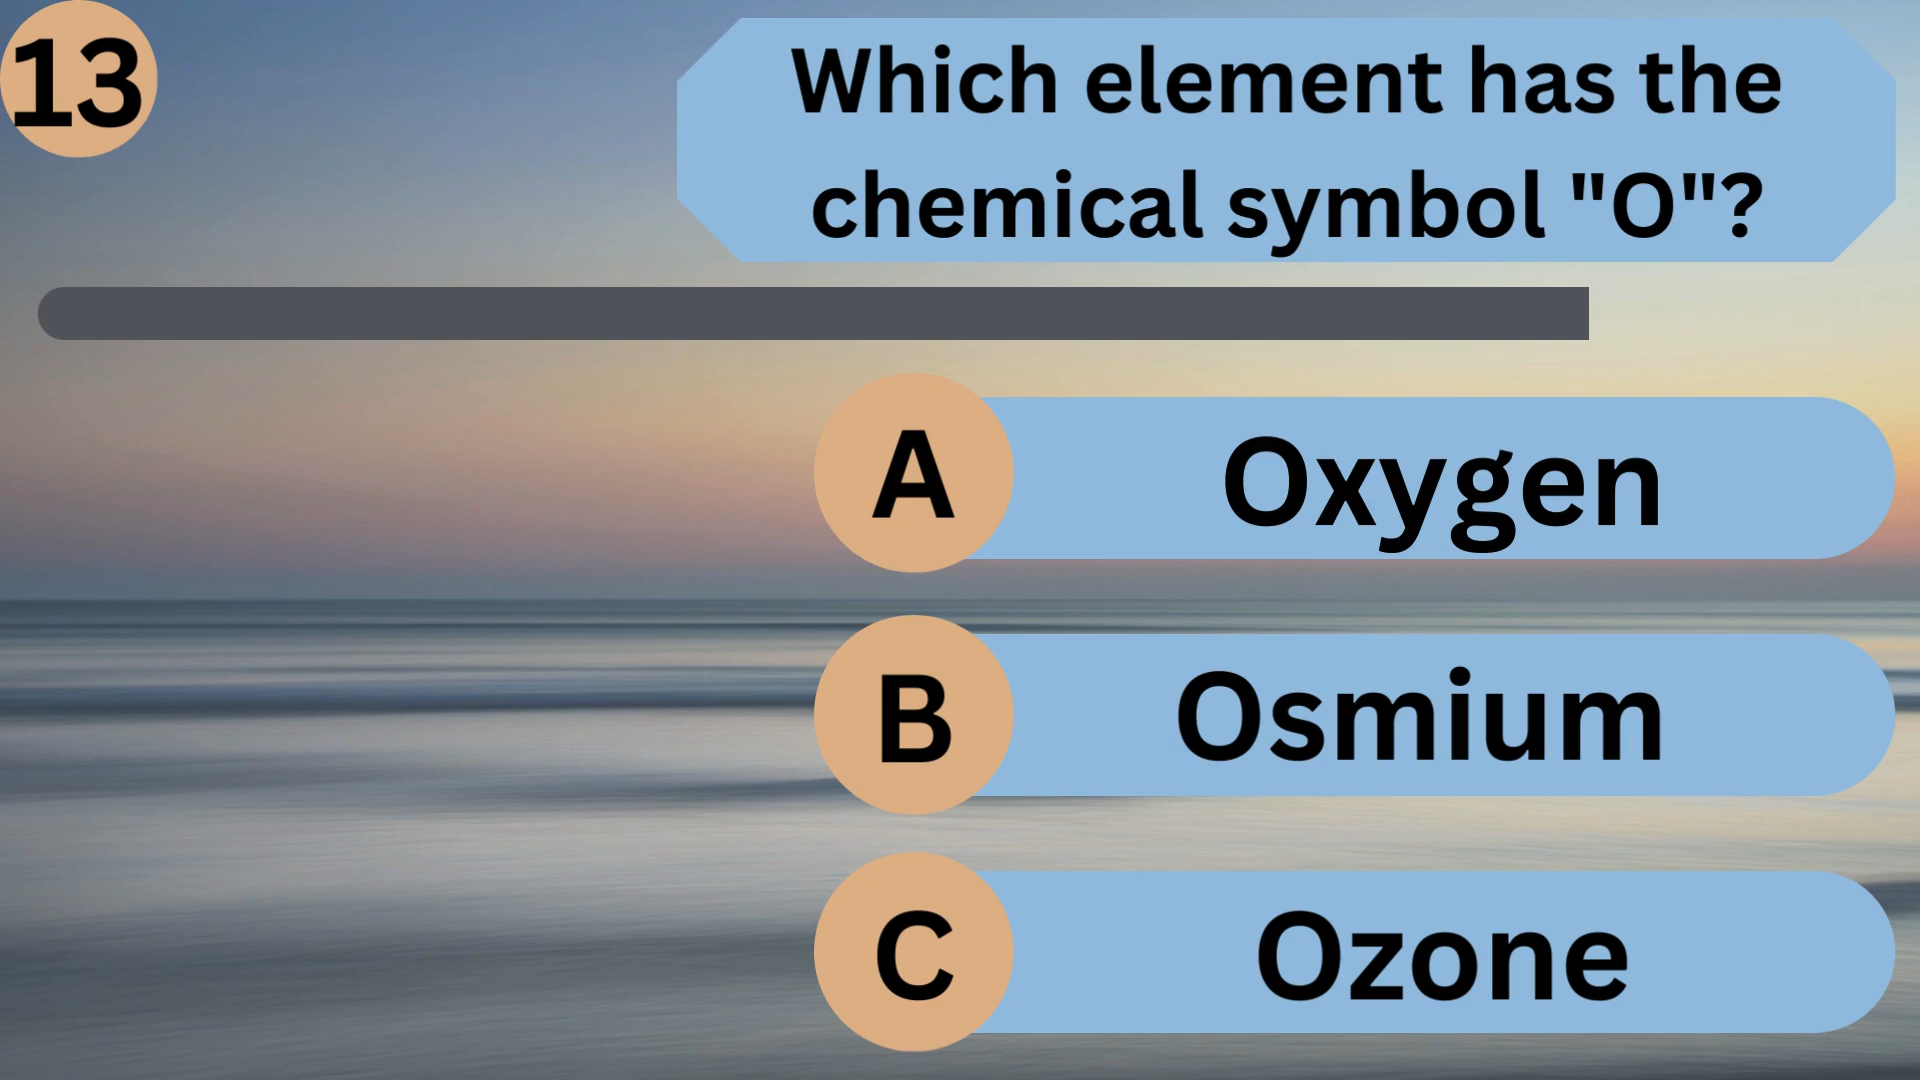 13
Which element has the
chemical symbol "O"?
A
Oxygen
B
Osmium
C
Ozone